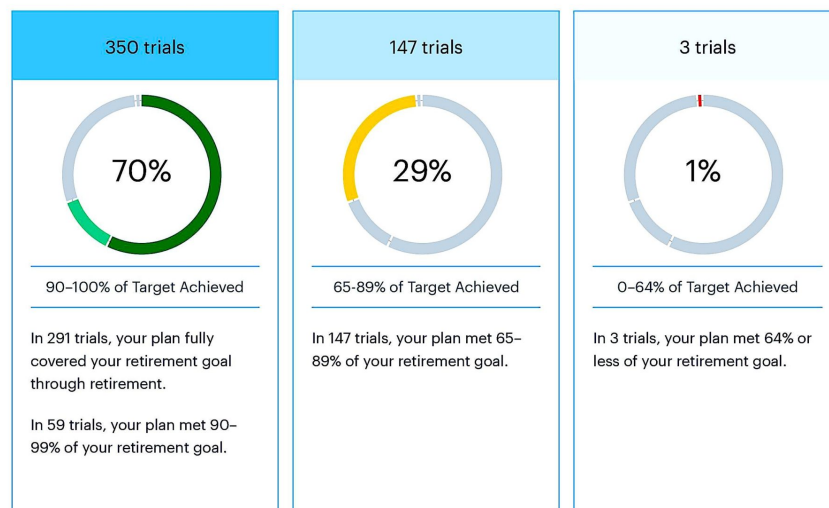 350 trials
70%
90–100% of Target Achieved
In 291 trials, your plan fully
covered your retirement goal
through retirement.
In 59 trials, your plan met 90–
99% of your retirement goal.
147 trials
29%
65-89% of Target Achieved
In 147 trials, your plan met 65–
89% of your retirement goal.
3 trials
1%
0–64% of Target Achieved
In 3 trials, your plan met 64% or
less of your retirement goal.